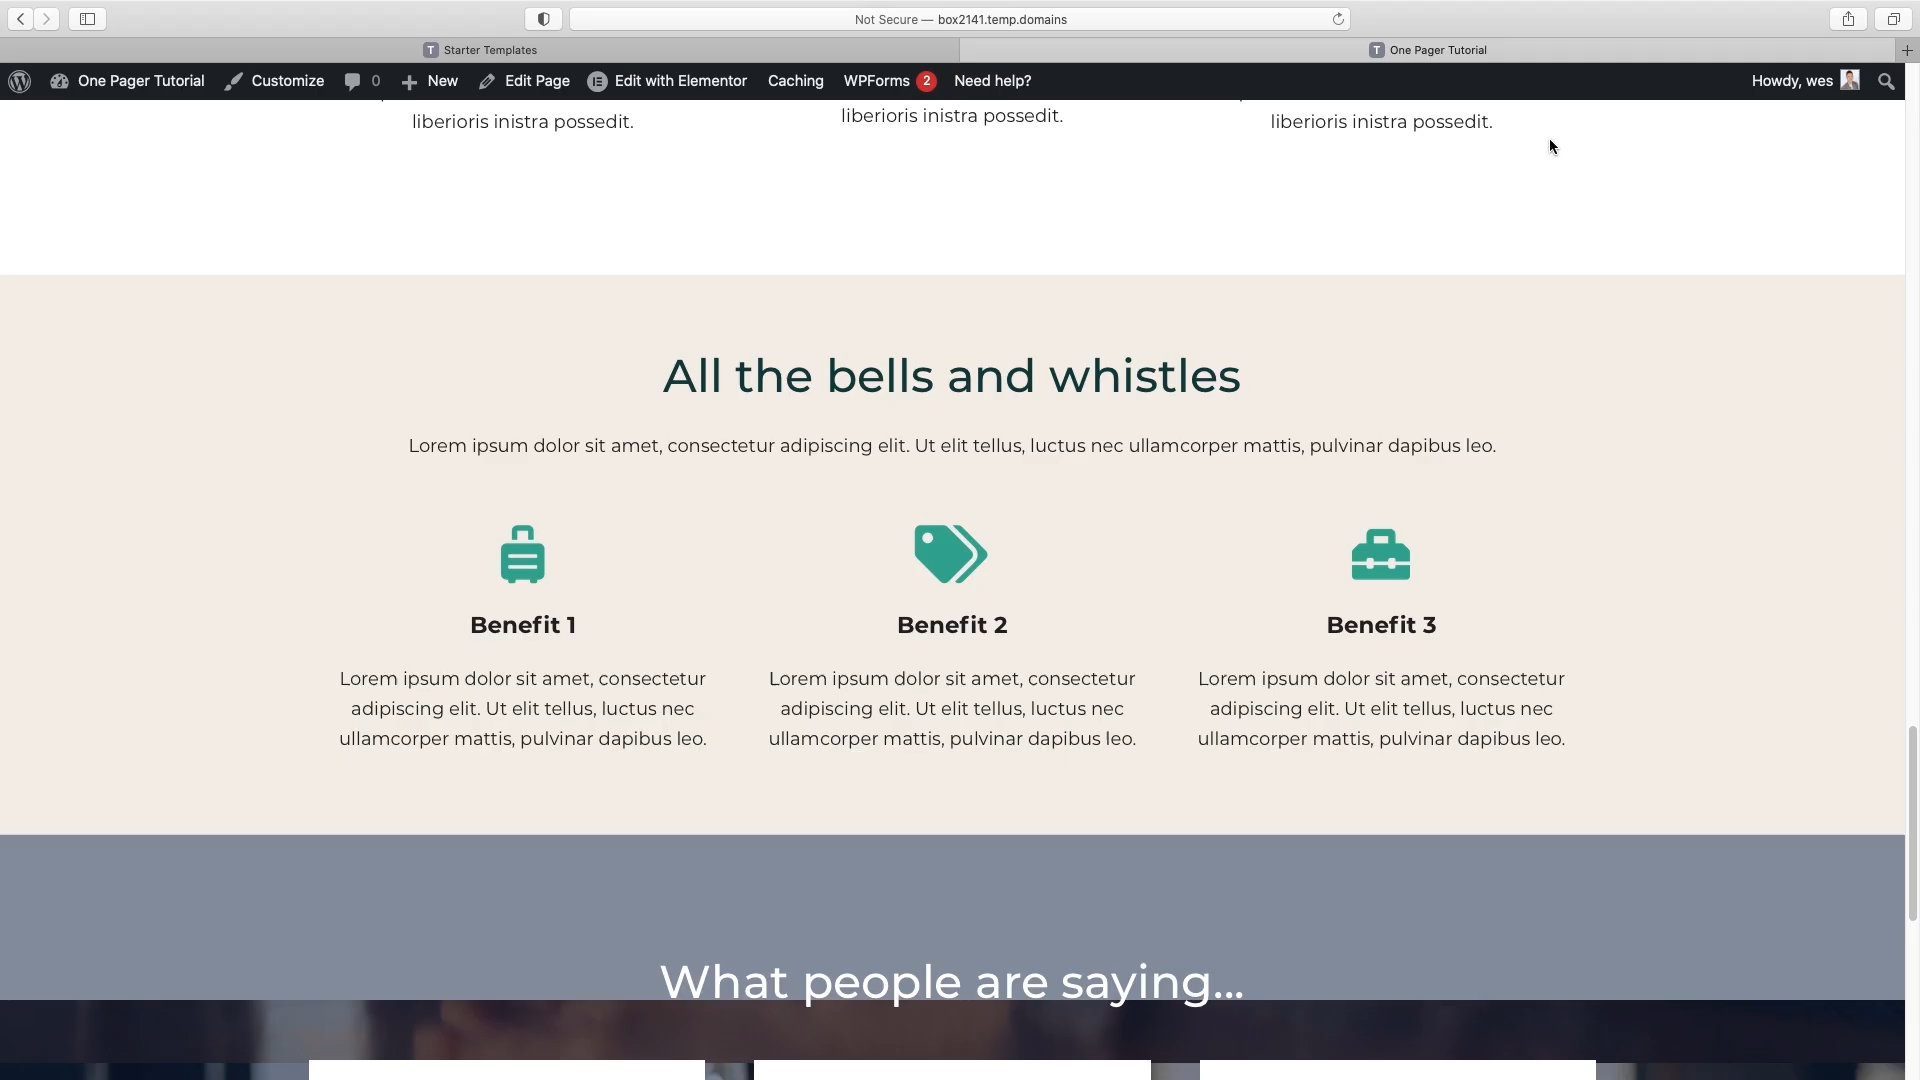 Not Secure — box2141.temp.domains
T Starter Templates
T One Pager Tutorial
One Pager Tutorial Customize 0 New Edit Page Edit with Elementor Caching WPForms 2 Need help? Howdy, wes
liberioris inistra possedit.
liberioris inistra possedit.
liberioris inistra possedit.
All the bells and whistles
Lorem ipsum dolor sit amet, consectetur adipiscing elit. Ut elit tellus, luctus nec ullamcorper mattis, pulvinar dapibus leo.
Benefit 1
Lorem ipsum dolor sit amet, consectetur
adipiscing elit. Ut elit tellus, luctus nec
ullamcorper mattis, pulvinar dapibus leo.
Benefit 2
Lorem ipsum dolor sit amet, consectetur
adipiscing elit. Ut elit tellus, luctus nec
ullamcorper mattis, pulvinar dapibus leo.
Benefit 3
Lorem ipsum dolor sit amet, consectetur
adipiscing elit. Ut elit tellus, luctus nec
ullamcorper mattis, pulvinar dapibus leo.
What people are saying...